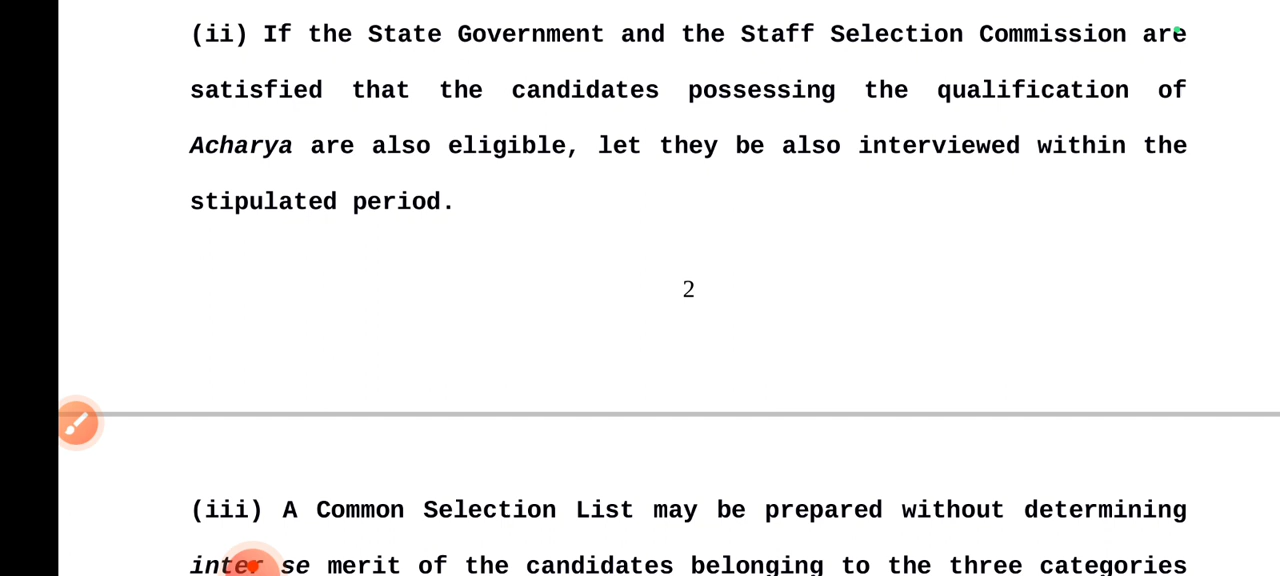 (ii) If the State Government and the Staff Selection Commission are
satisfied that the candidates possessing the qualification of
Acharya are also eligible, let they be also interviewed within the
stipulated period.
2
(iii) A Common Selection List may be prepared without determining
inter se merit of the candidates belonging to the three categories